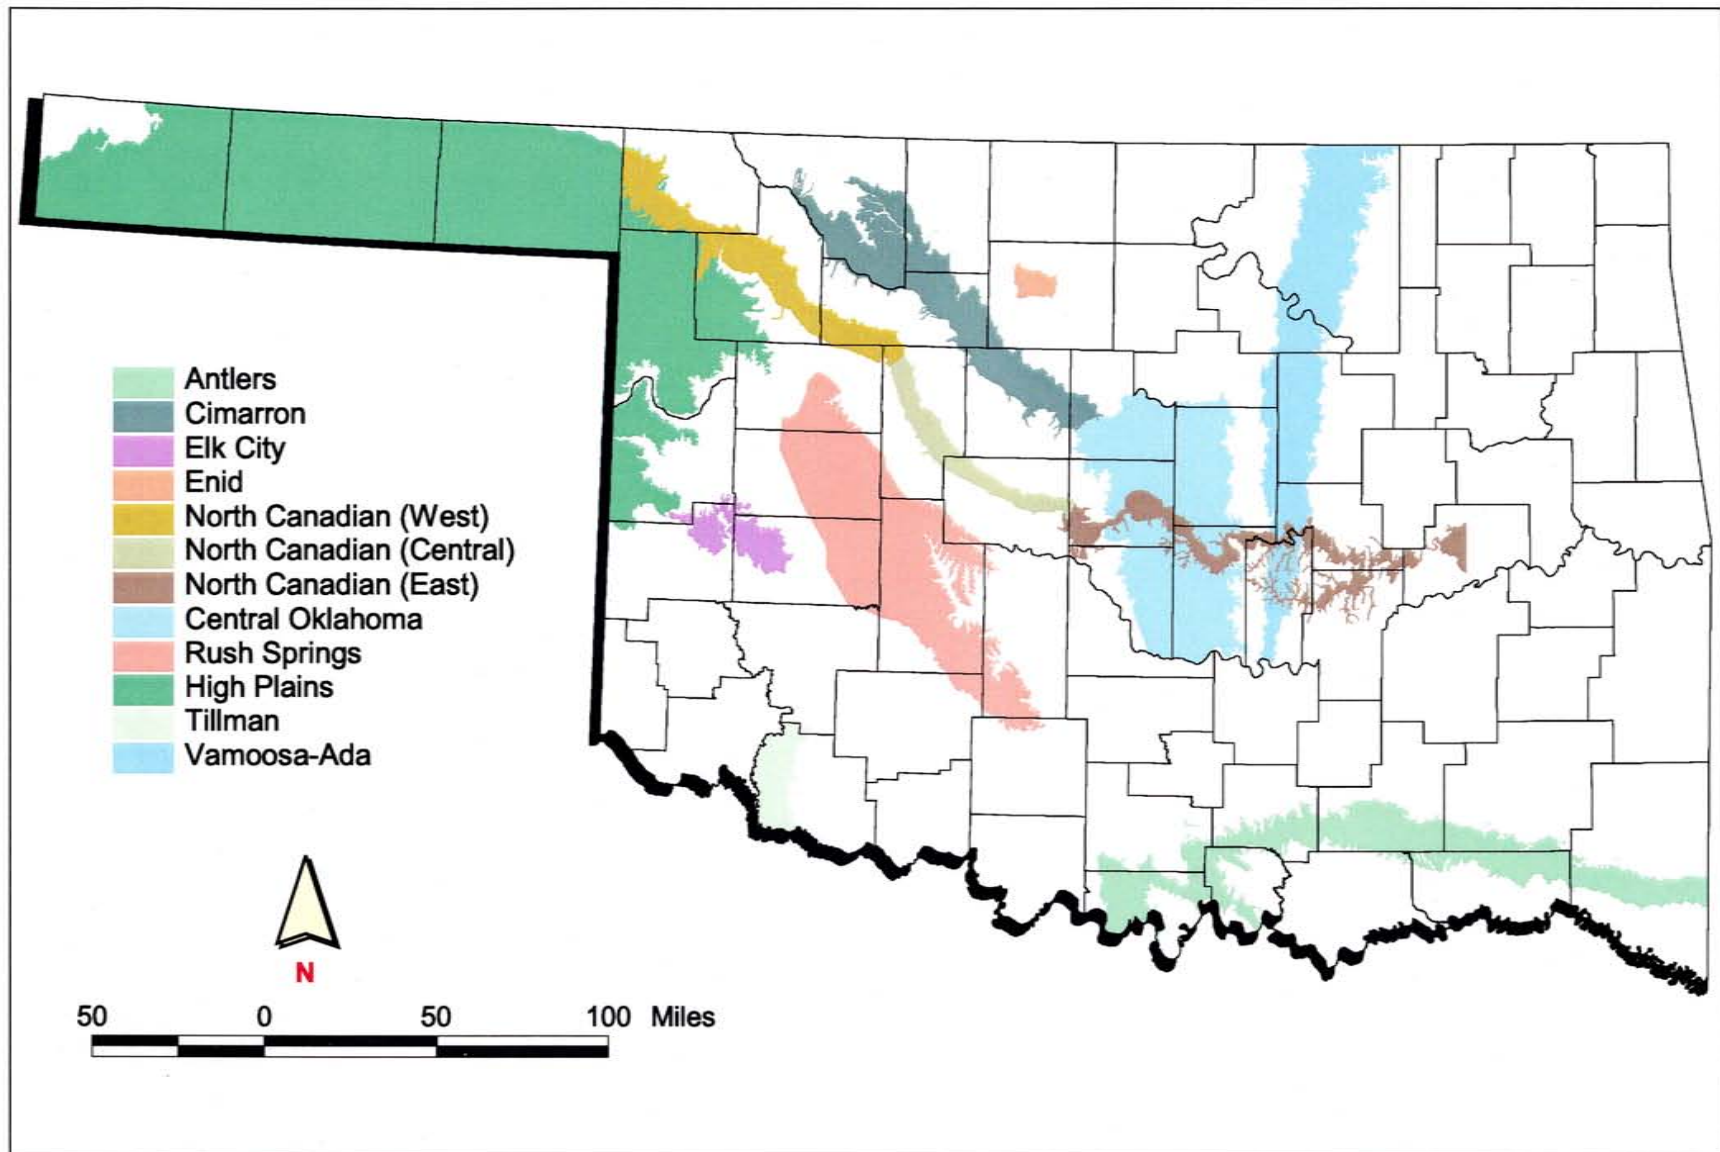 Antlers
Cimarron
Elk City
Enid
North Canadian (West)
North Canadian (Central)
North Canadian (East)
Central Oklahoma
Rush Springs
High Plains
Tillman
Vamoosa-Ada
N
50 0 50 100 Miles